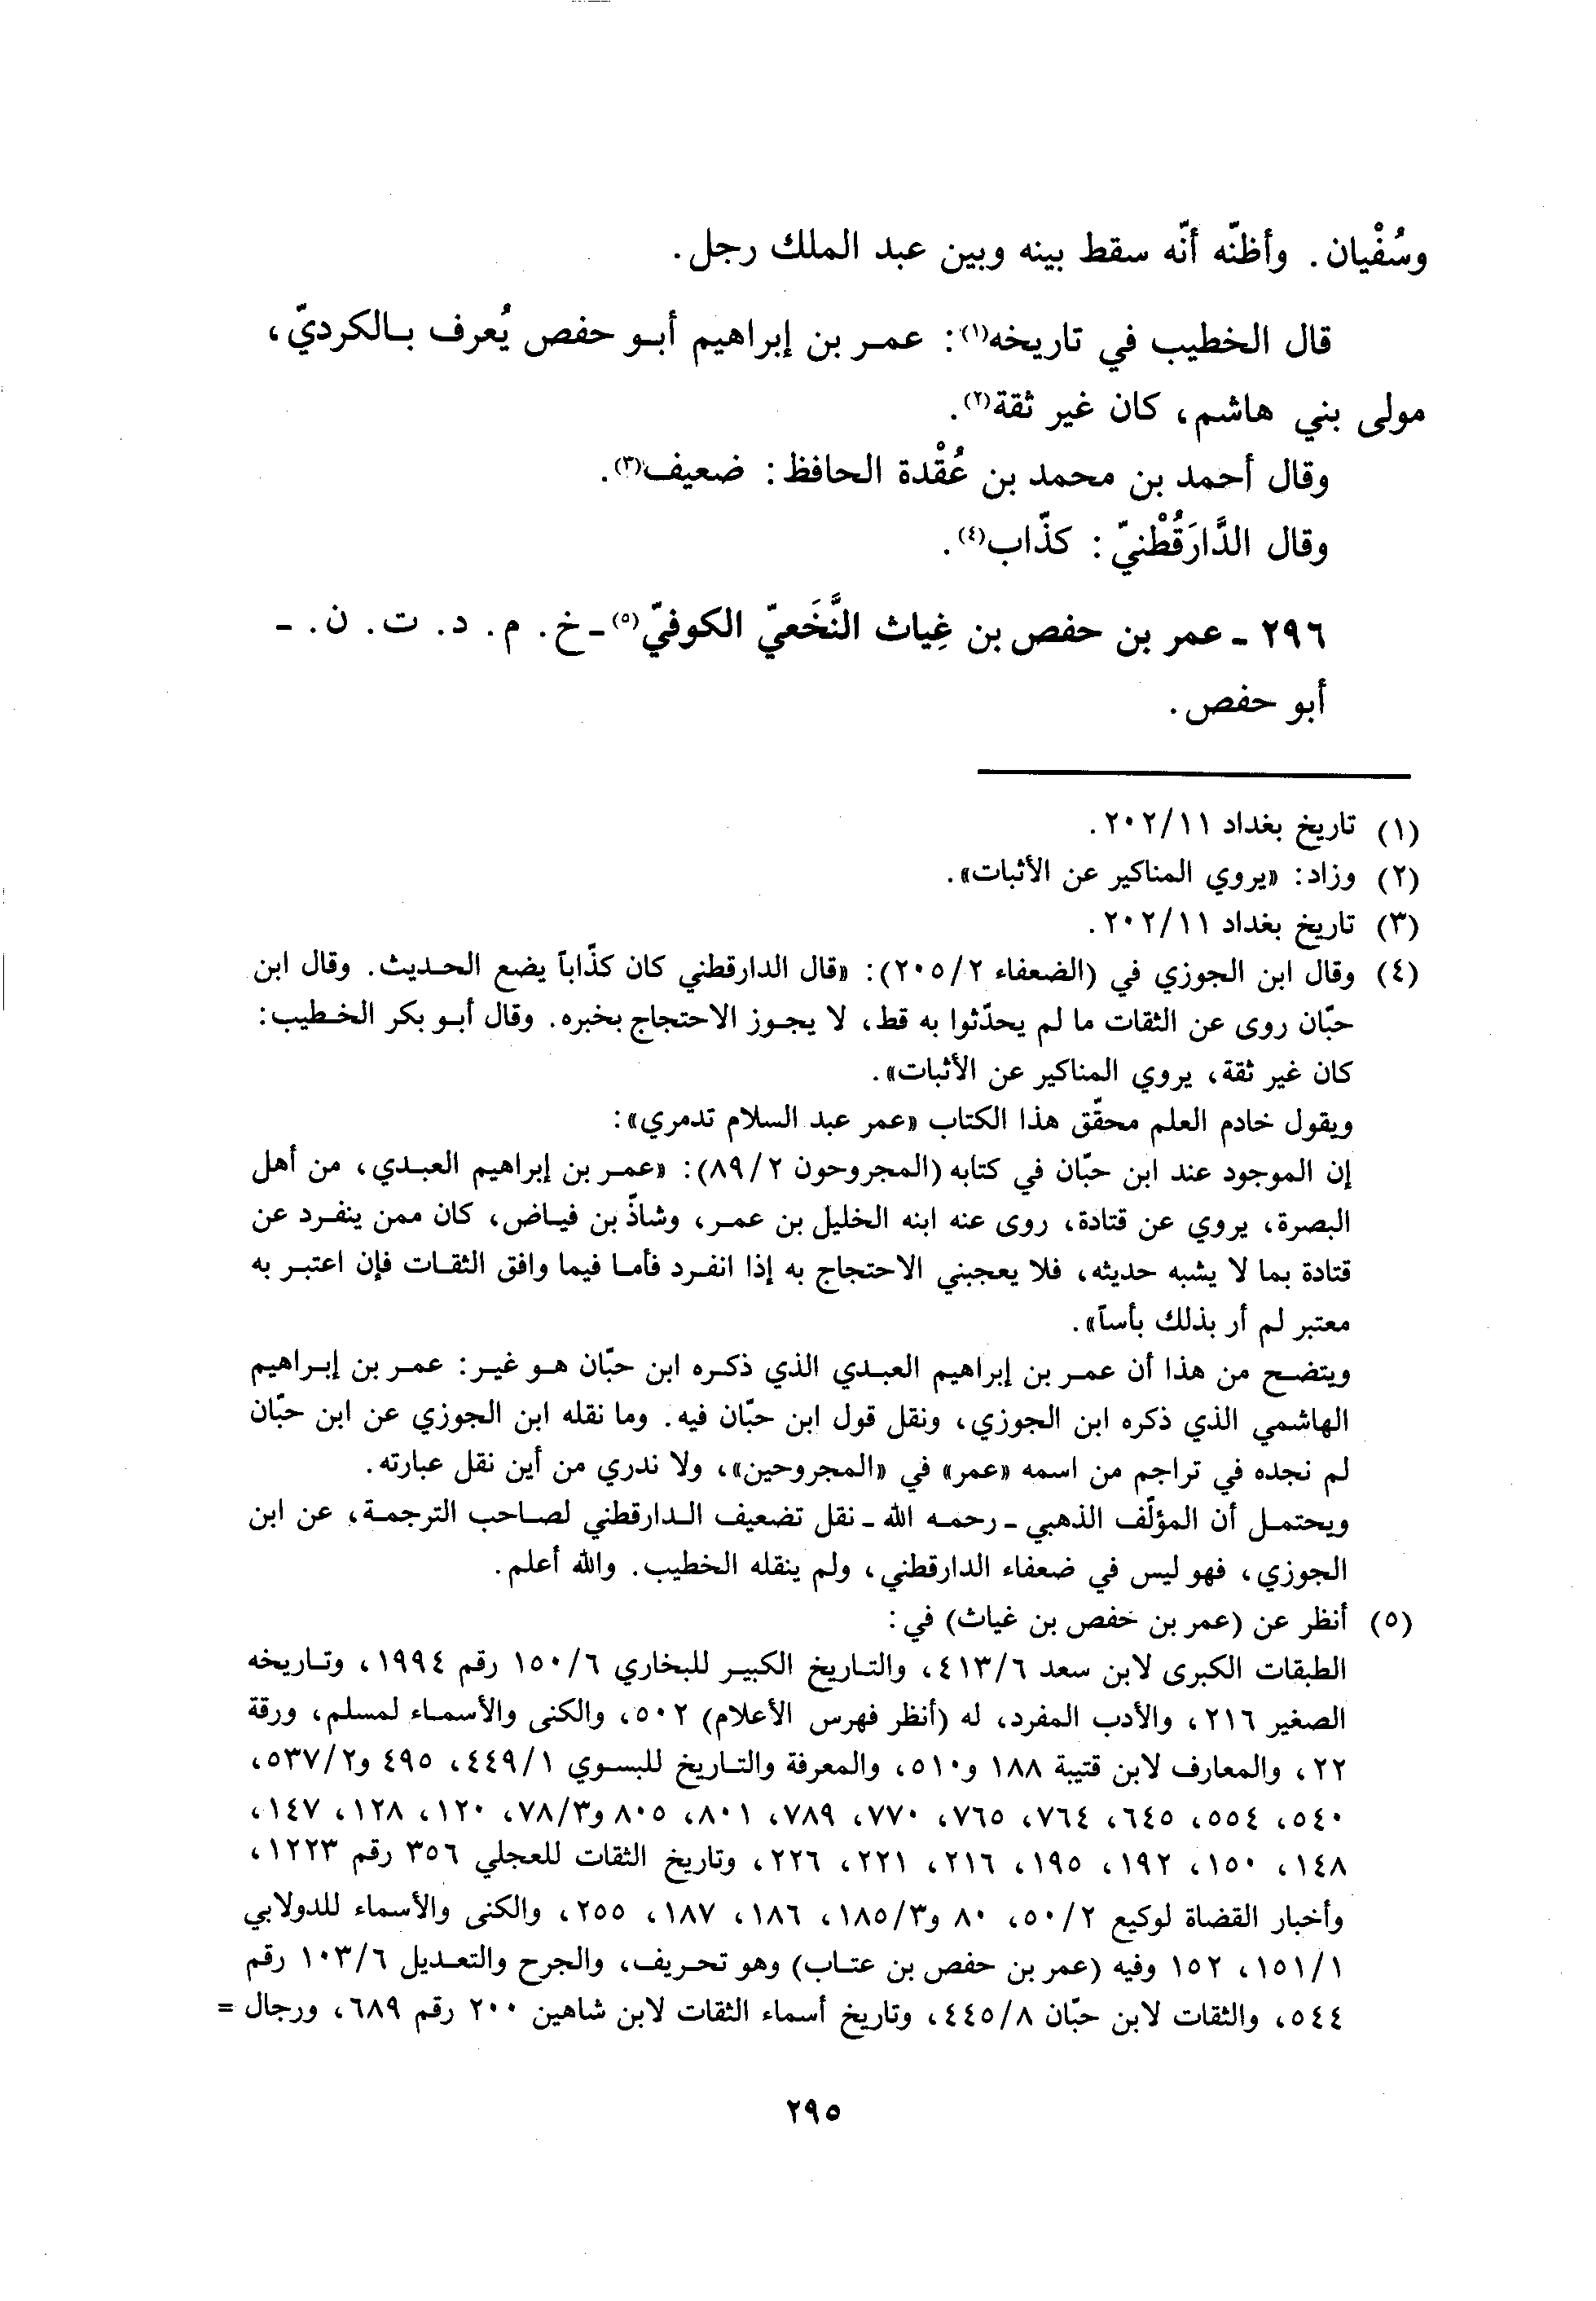 وسُفْيان. وأظنّه أنّه سقط بينه وبين عبد الملك رجل.
قال الخطيب في تاريخه(١): عمر بن إبراهيم أبو حفص يُعرف بالكرديّ،
مولى بني هاشم، كان غير ثقة(٢).
وقال أحمد بن محمد بن عُقْدة الحافظ: ضعيف(٣).
وقال الدَّارَقُطْنيّ: كذّاب(٤).
٢٩٦ - عمر بن حفص بن غِياث النَّخَعيّ الكوفيّ(٥) - خ. م. د. ت. ن. -
أبو حفص.
(١) تاريخ بغداد ٢٠٢/١١.
(٢) وزاد: «يروي المناكير عن الأثبات».
(٣) تاريخ بغداد ٢٠٢/١١.
(٤) وقال ابن الجوزي في (الضعفاء ٢٠٥/٢): «قال الدارقطني كان كذّاباً يضع الحديث. وقال ابن
حبّان روى عن الثقات ما لم يحدّثوا به قط، لا يجوز الاحتجاج بخبره. وقال أبو بكر الخطيب:
كان غير ثقة، يروي المناكير عن الأثبات».
ويقول خادم العلم محقّق هذا الكتاب «عمر عبد السلام تدمري»:
إن الموجود عند ابن حبّان في كتابه (المجروحون ٨٩/٢): «عمر بن إبراهيم العبدي، من أهل
البصرة، يروي عن قتادة، روى عنه ابنه الخليل بن عمر، وشاذّ بن فياض، كان ممن ينفرد عن
قتادة بما لا يشبه حديثه، فلا يعجبني الاحتجاج به إذا انفرد فأما فيما وافق الثقات فإن اعتبر به
معتبر لم أر بذلك بأساً».
ويتضح من هذا أن عمر بن إبراهيم العبدي الذي ذكره ابن حبّان هو غير: عمر بن إبراهيم
الهاشمي الذي ذكره ابن الجوزي، ونقل قول ابن حبّان فيه. وما نقله ابن الجوزي عن ابن حبّان
لم نجده في تراجم من اسمه «عمر» في «المجروحين»، ولا ندري من أين نقل عبارته.
ويحتمل أن المؤلّف الذهبي - رحمه الله - نقل تضعيف الدارقطني لصاحب الترجمة، عن ابن
الجوزي، فهو ليس في ضعفاء الدارقطني، ولم ينقله الخطيب. والله أعلم.
(٥) أنظر عن (عمر بن حفص بن غياث) في:
الطبقات الكبرى لابن سعد ٤١٣/٦، والتاريخ الكبير للبخاري ١٥٠/٦ رقم ١٩٩٤، وتاريخه
الصغير ٢١٦، والأدب المفرد، له (أنظر فهرس الأعلام) ٥٠٢، والكنى والأسماء لمسلم، ورقة
٢٢، والمعارف لابن قتيبة ١٨٨ و٥١٠، والمعرفة والتاريخ للبسوي ٤٤٩/١، ٤٩٥ و٥٣٧/٢،
٥٤٠، ٥٥٤، ٦٤٥، ٧٦٤، ٧٦٥، ٧٧٠، ٧٨٩، ٨٠١، ٨٠٥ و٧٨/٣، ١٢٠، ١٢٨، ١٤٧،
١٤٨، ١٥٠، ١٩٢، ١٩٥، ٢١٦، ٢٢١، ٢٢٦، وتاريخ الثقات للعجلي ٣٥٦ رقم ١٢٢٣،
وأخبار القضاة لوكيع ٥٠/٢، ٨٠ و١٨٥/٣، ١٨٦، ١٨٧، ٢٥٥، والكنى والأسماء للدولابي
١٥١/١، ١٥٢ وفيه (عمر بن حفص بن عتاب) وهو تحريف، والجرح والتعديل ١٠٣/٦ رقم
٥٤٤، والثقات لابن حبّان ٤٤٥/٨، وتاريخ أسماء الثقات لابن شاهين ٢٠٠ رقم ٦٨٩، ورجال =
٢٩٥